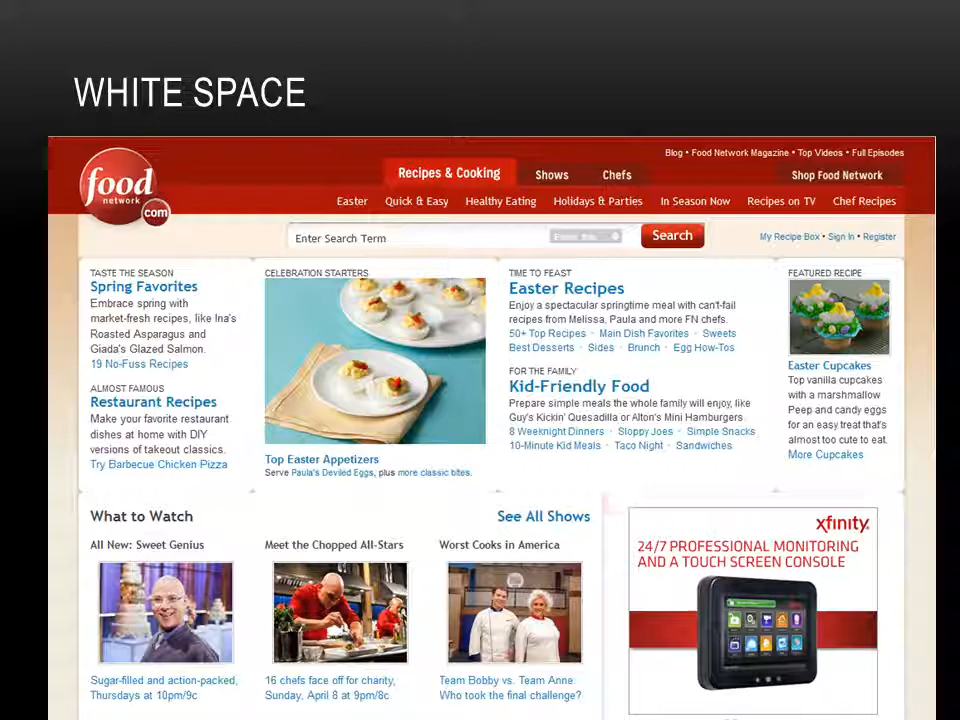 WHITE SPACE
Blog • Food Network Magazine • Top Videos • Full Episodes
food
network
com
Recipes & Cooking
Shows
Chefs
Shop Food Network
Easter
Quick & Easy
Healthy Eating
Holidays & Parties
In Season Now
Recipes on TV
Chef Recipes
Enter Search Term
Search
My Recipe Box • Sign In • Register
TASTE THE SEASON
Spring Favorites
Embrace spring with
market-fresh recipes, like Ina's
Roasted Asparagus and
Giada's Glazed Salmon.
19 No-Fuss Recipes
ALMOST FAMOUS
Restaurant Recipes
Make your favorite restaurant
dishes at home with DIY
versions of takeout classics.
Try Barbecue Chicken Pizza
CELEBRATION STARTERS
Top Easter Appetizers
Serve Paula's Deviled Eggs, plus more classic bites.
TIME TO FEAST
Easter Recipes
Enjoy a spectacular springtime meal with can't-fail
recipes from Melissa, Paula and more FN chefs.
50+ Top Recipes · Main Dish Favorites · Sweets
Best Desserts · Sides · Brunch · Egg How-Tos
FOR THE FAMILY
Kid-Friendly Food
Prepare simple meals the whole family will enjoy, like
Guy's Kickin' Quesadilla or Alton's Mini Hamburgers.
8 Weeknight Dinners · Sloppy Joes · Simple Snacks
10-Minute Kid Meals · Taco Night · Sandwiches
FEATURED RECIPE
Easter Cupcakes
Top vanilla cupcakes
with a marshmallow
Peep and candy eggs
for an easy treat that's
almost too cute to eat.
More Cupcakes
What to Watch
See All Shows
All New: Sweet Genius
Sugar-filled and action-packed,
Thursdays at 10pm/9c
Meet the Chopped All-Stars
16 chefs face off for charity,
Sunday, April 8 at 9pm/8c
Worst Cooks in America
Team Bobby vs. Team Anne:
Who took the final challenge?
xfinity
24/7 PROFESSIONAL MONITORING
AND A TOUCH SCREEN CONSOLE